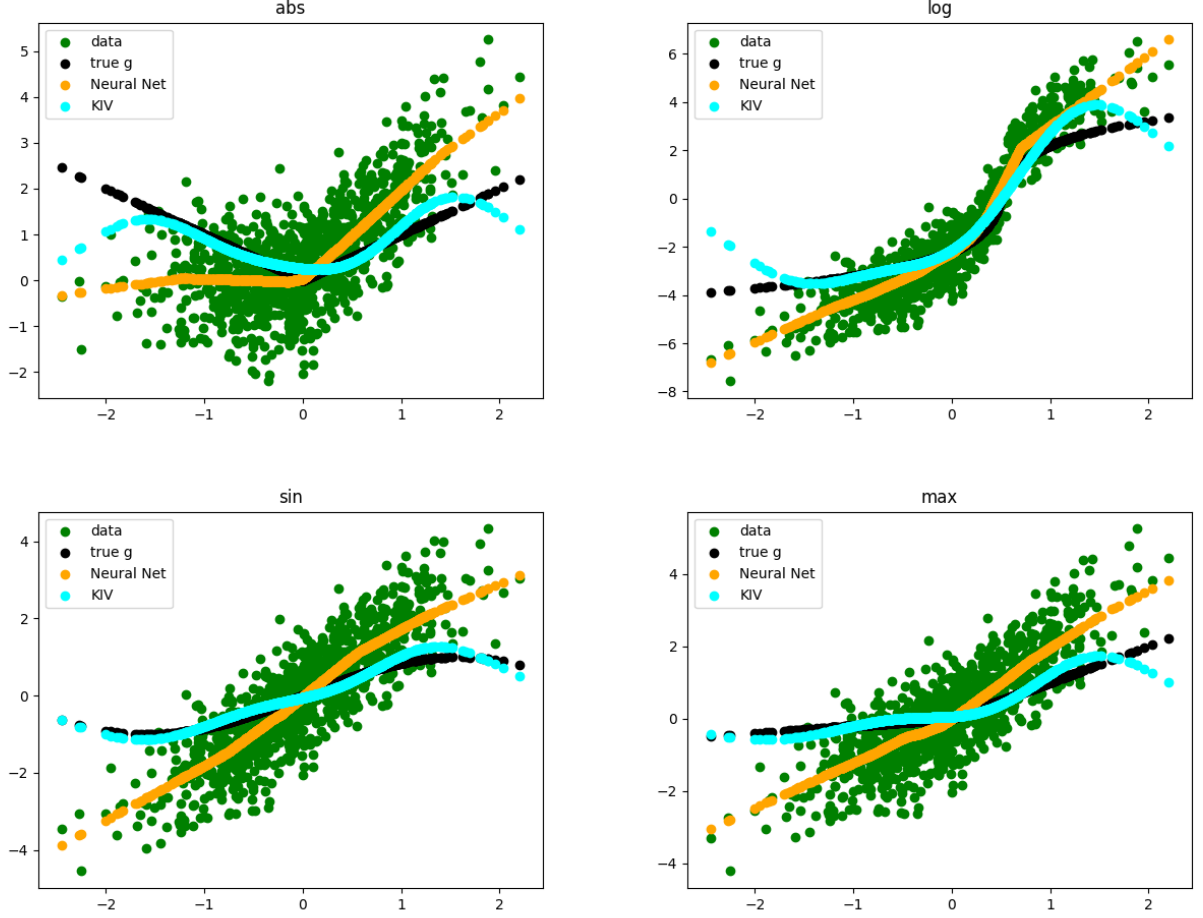 abs
data
true g
Neural Net
KIV
5
4
3
2
1
0
−1
−2
−2 −1 0 1 2
log
data
true g
Neural Net
KIV
6
4
2
0
−2
−4
−6
−8
−2 −1 0 1 2
sin
data
true g
Neural Net
KIV
4
2
0
−2
−4
−2 −1 0 1 2
max
data
true g
Neural Net
KIV
4
2
0
−2
−4
−2 −1 0 1 2